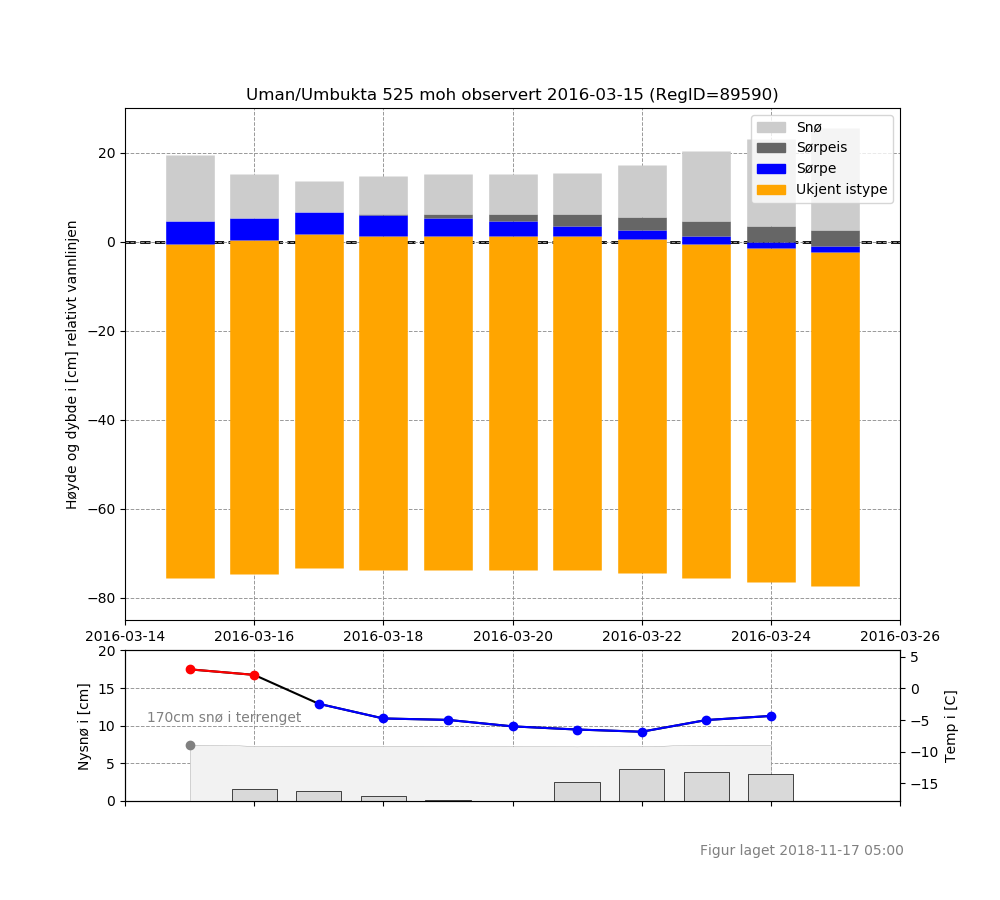 Uman/Umbukta 525 moh observert 2016-03-15 (RegID=89590)
Snø
Sørpeis
Sørpe
Ukjent istype
Høyde og dybde i [cm] relativt vannlinjen
20
0
−20
−40
−60
−80
2016-03-14 2016-03-16 2016-03-18 2016-03-20 2016-03-22 2016-03-24 2016-03-26
Nysnø i [cm]
20
15
10
5
0
170cm snø i terrenget
5
0
−5
−10
−15
Temp i [C]
Figur laget 2018-11-17 05:00